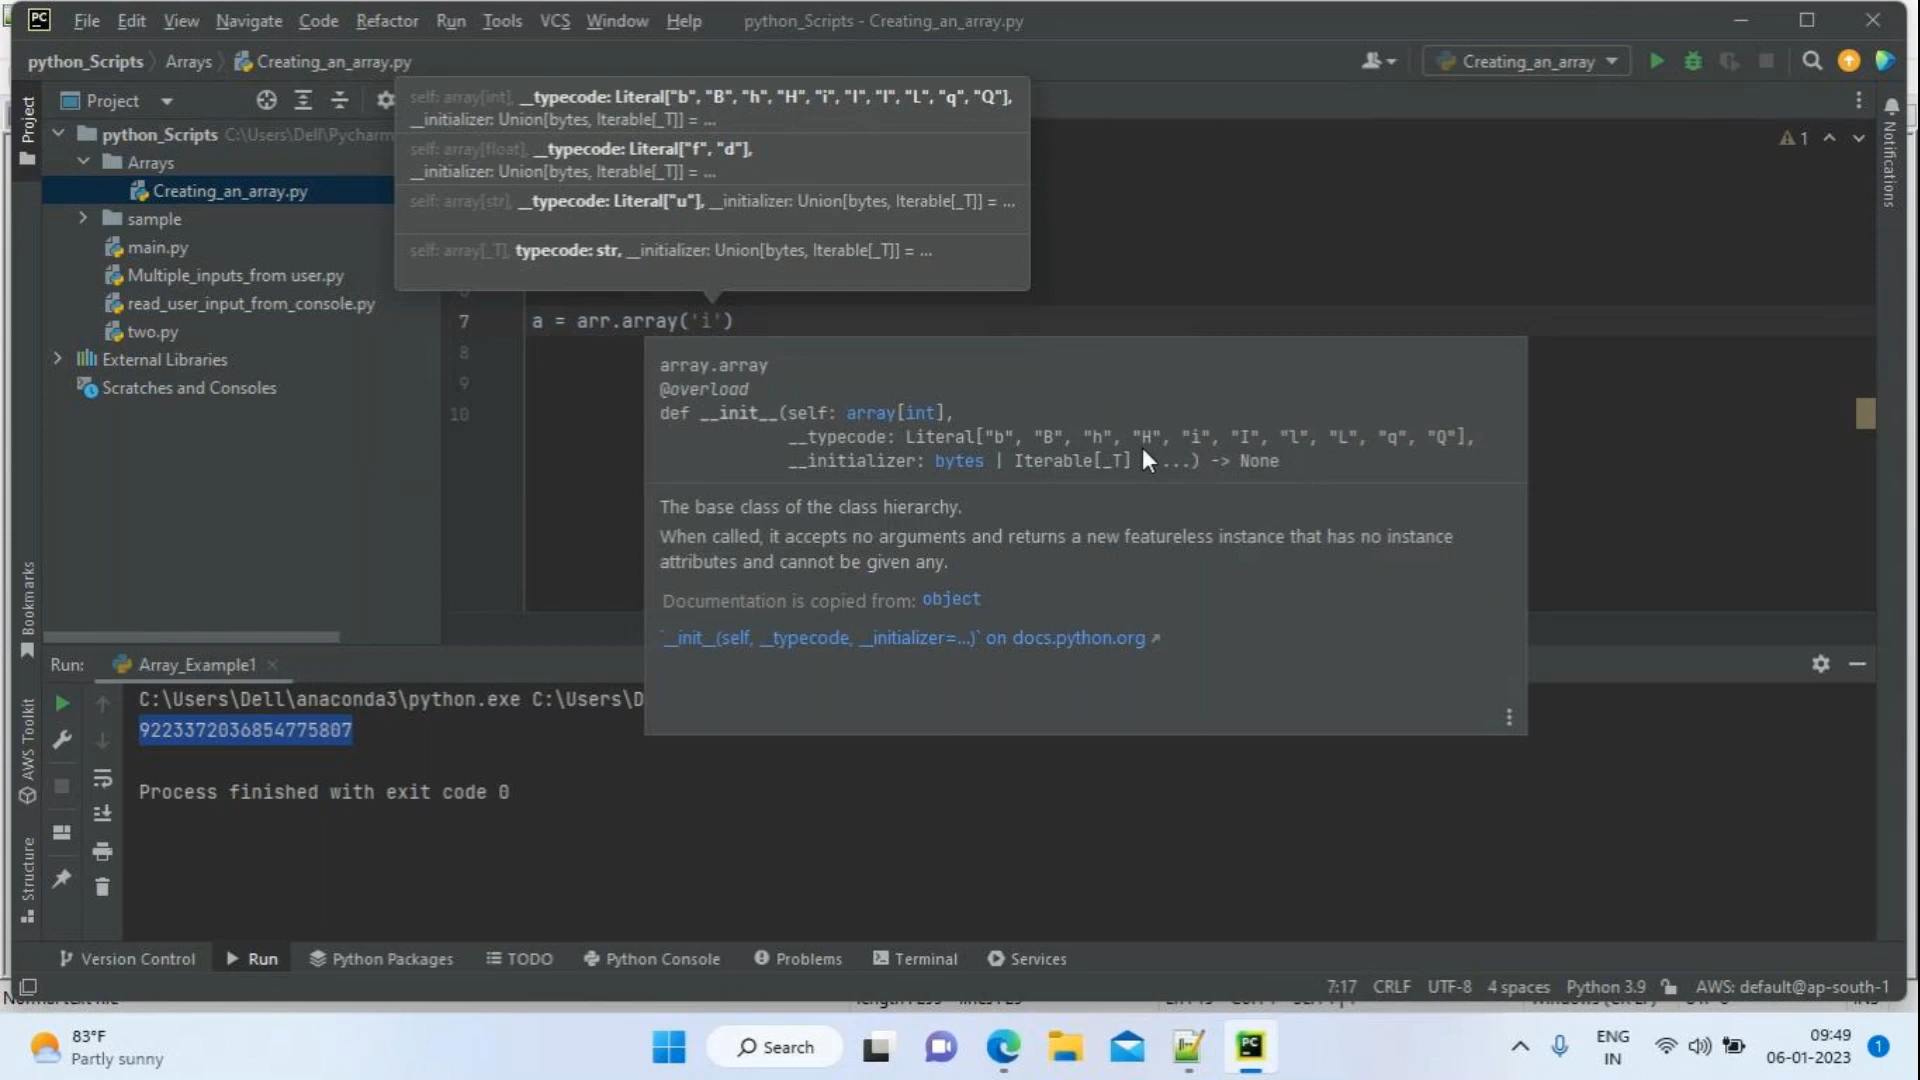 PC File Edit View Navigate Code Refactor Run Tools VCS Window Help python_Scripts - Creating_an_array.py
python_Scripts Arrays Creating_an_array.py
Creating_an_array
Project
Project
python_Scripts C:\Users\Dell\Pycharm
Arrays
Creating_an_array.py
sample
main.py
Multiple_inputs_from user.py
read_user_input_from_console.py
two.py
External Libraries
Scratches and Consoles
self: array[int], __typecode: Literal["b", "B", "h", "H", "i", "I", "l", "L", "q", "Q"],
__initializer: Union[bytes, Iterable[_T]] = ...
self: array[float], __typecode: Literal["f", "d"],
__initializer: Union[bytes, Iterable[_T]] = ...
self: array[str], __typecode: Literal["u"], __initializer: Union[bytes, Iterable[_T]] = ...
self: array[_T], typecode: str, __initializer: Union[bytes, Iterable[_T]] = ...
1
Notifications
7 a = arr.array('i')
8
9
10
array.array
@overload
def __init__(self: array[int],
__typecode: Literal["b", "B", "h", "H", "i", "I", "l", "L", "q", "Q"],
__initializer: bytes | Iterable[_T] ...) -> None
The base class of the class hierarchy.
When called, it accepts no arguments and returns a new featureless instance that has no instance
attributes and cannot be given any.
Documentation is copied from: object
`__init__(self, __typecode, __initializer=...)` on docs.python.org
Bookmarks
AWS Toolkit
Structure
Run: Array_Example1
C:\Users\Dell\anaconda3\python.exe C:\Users\D
9223372036854775807
Process finished with exit code 0
Version Control Run Python Packages TODO Python Console Problems Terminal Services
7:17 CRLF UTF-8 4 spaces Python 3.9 AWS: default@ap-south-1
83°F
Partly sunny
Search
PC
ENG
IN
09:49
06-01-2023
1